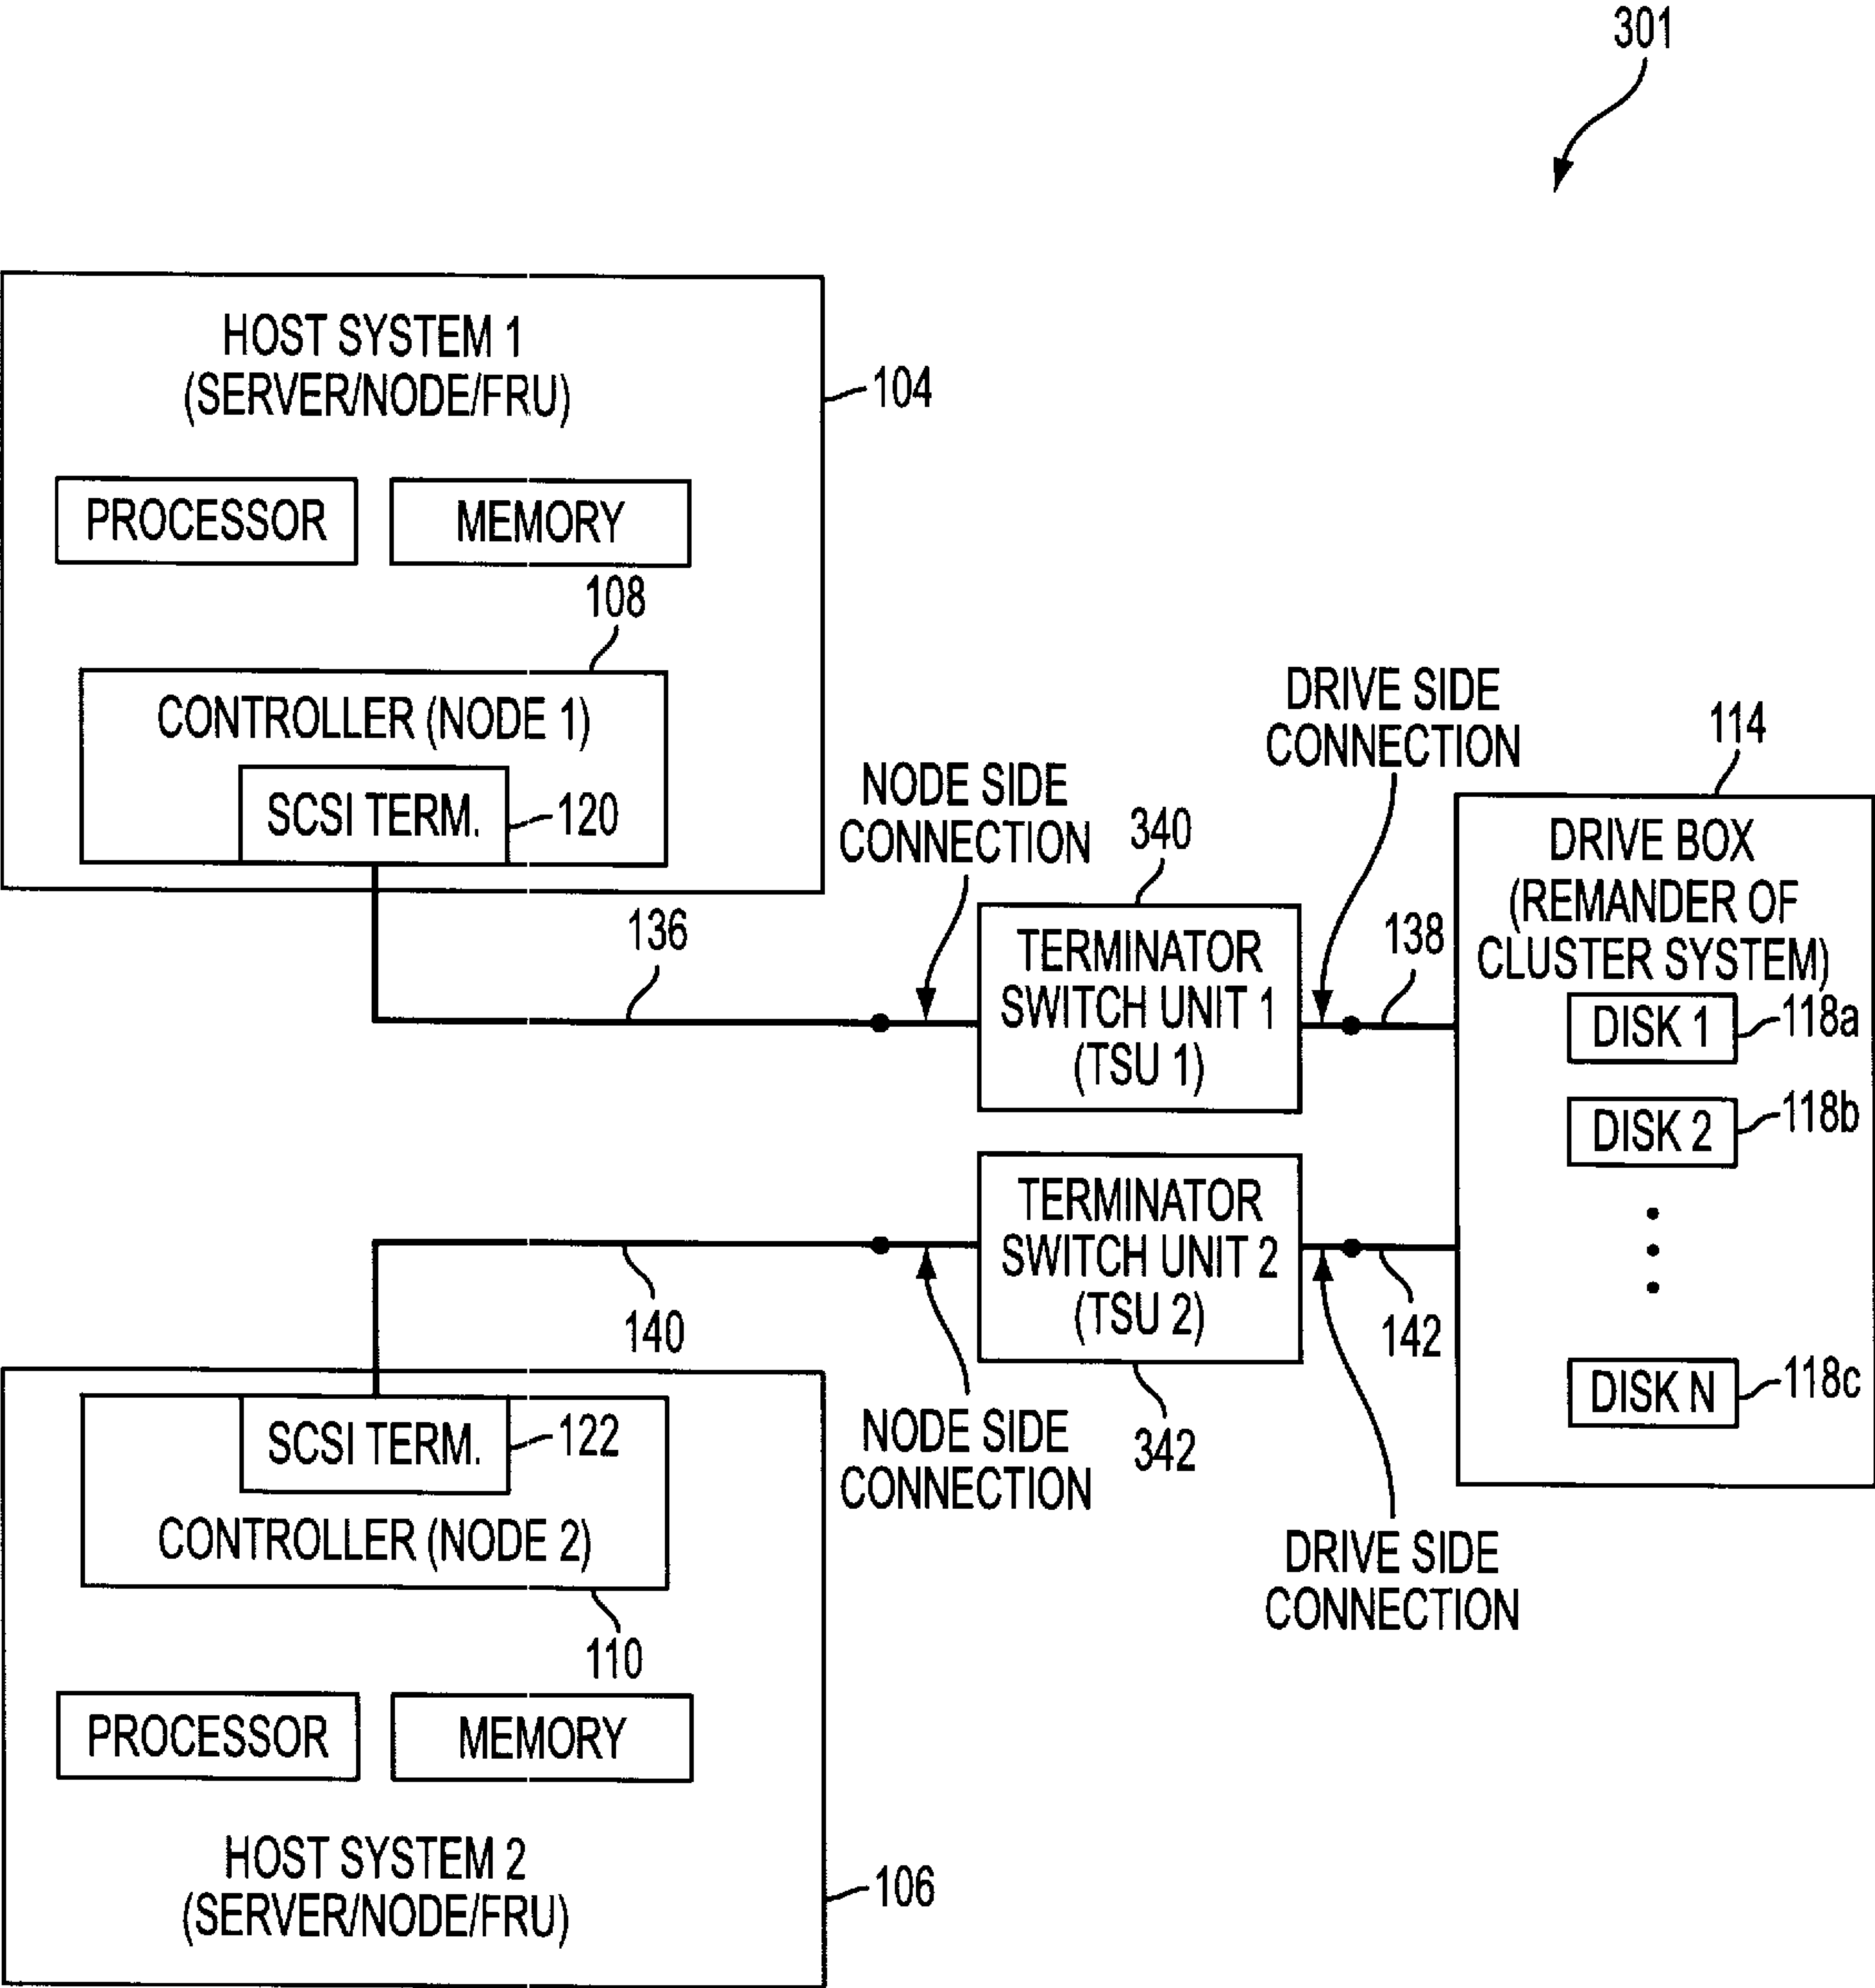 301
HOST SYSTEM 1
(SERVER/NODE/FRU)
104
PROCESSOR
MEMORY
108
CONTROLLER (NODE 1)
SCSI TERM.
120
136
NODE SIDE
CONNECTION
340
TERMINATOR
SWITCH UNIT 1
(TSU 1)
DRIVE SIDE
CONNECTION
138
114
DRIVE BOX
(REMANDER OF
CLUSTER SYSTEM)
DISK 1
118a
DISK 2
118b
DISK N
118c
TERMINATOR
SWITCH UNIT 2
(TSU 2)
342
140
142
NODE SIDE
CONNECTION
DRIVE SIDE
CONNECTION
SCSI TERM.
122
CONTROLLER (NODE 2)
110
PROCESSOR
MEMORY
HOST SYSTEM 2
(SERVER/NODE/FRU)
106